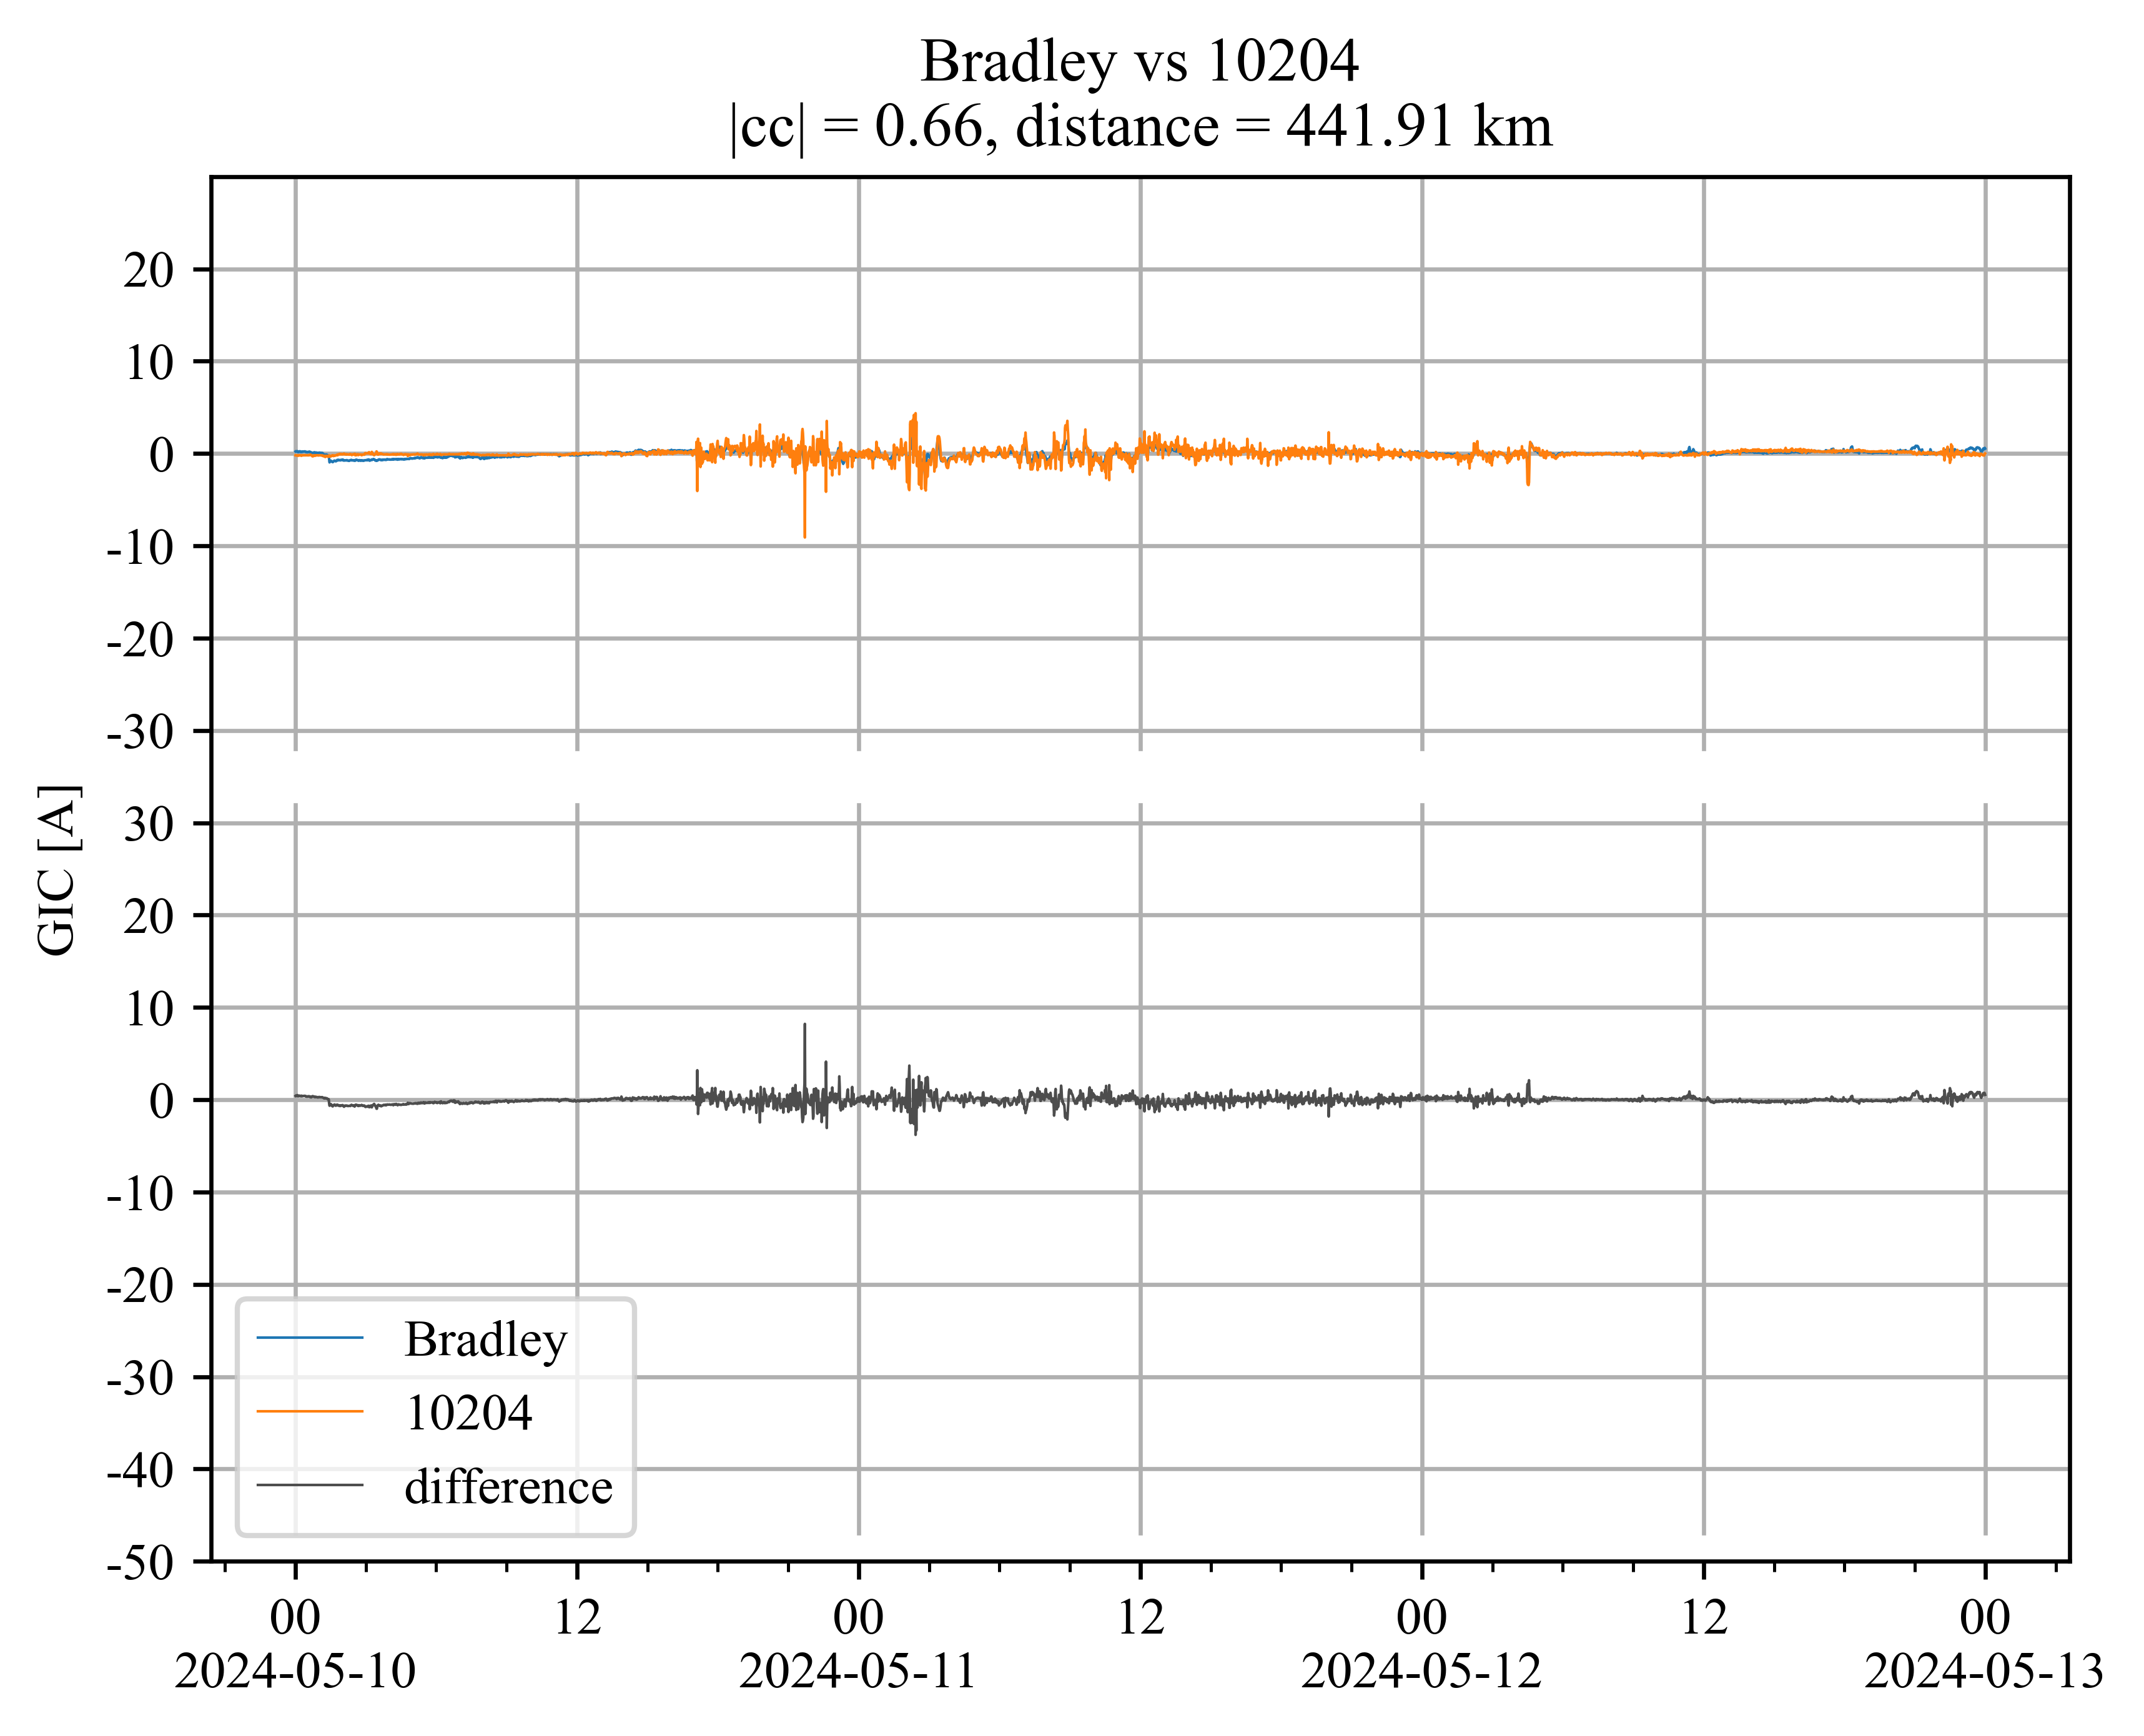 Bradley vs 10204
|cc| = 0.66, distance = 441.91 km
GIC [A]
20
10
0
-10
-20
-30
30
20
10
0
-10
-20
-30
-40
-50
Bradley
10204
difference
00 12 00 12 00 12 00
2024-05-10 2024-05-11 2024-05-12 2024-05-13